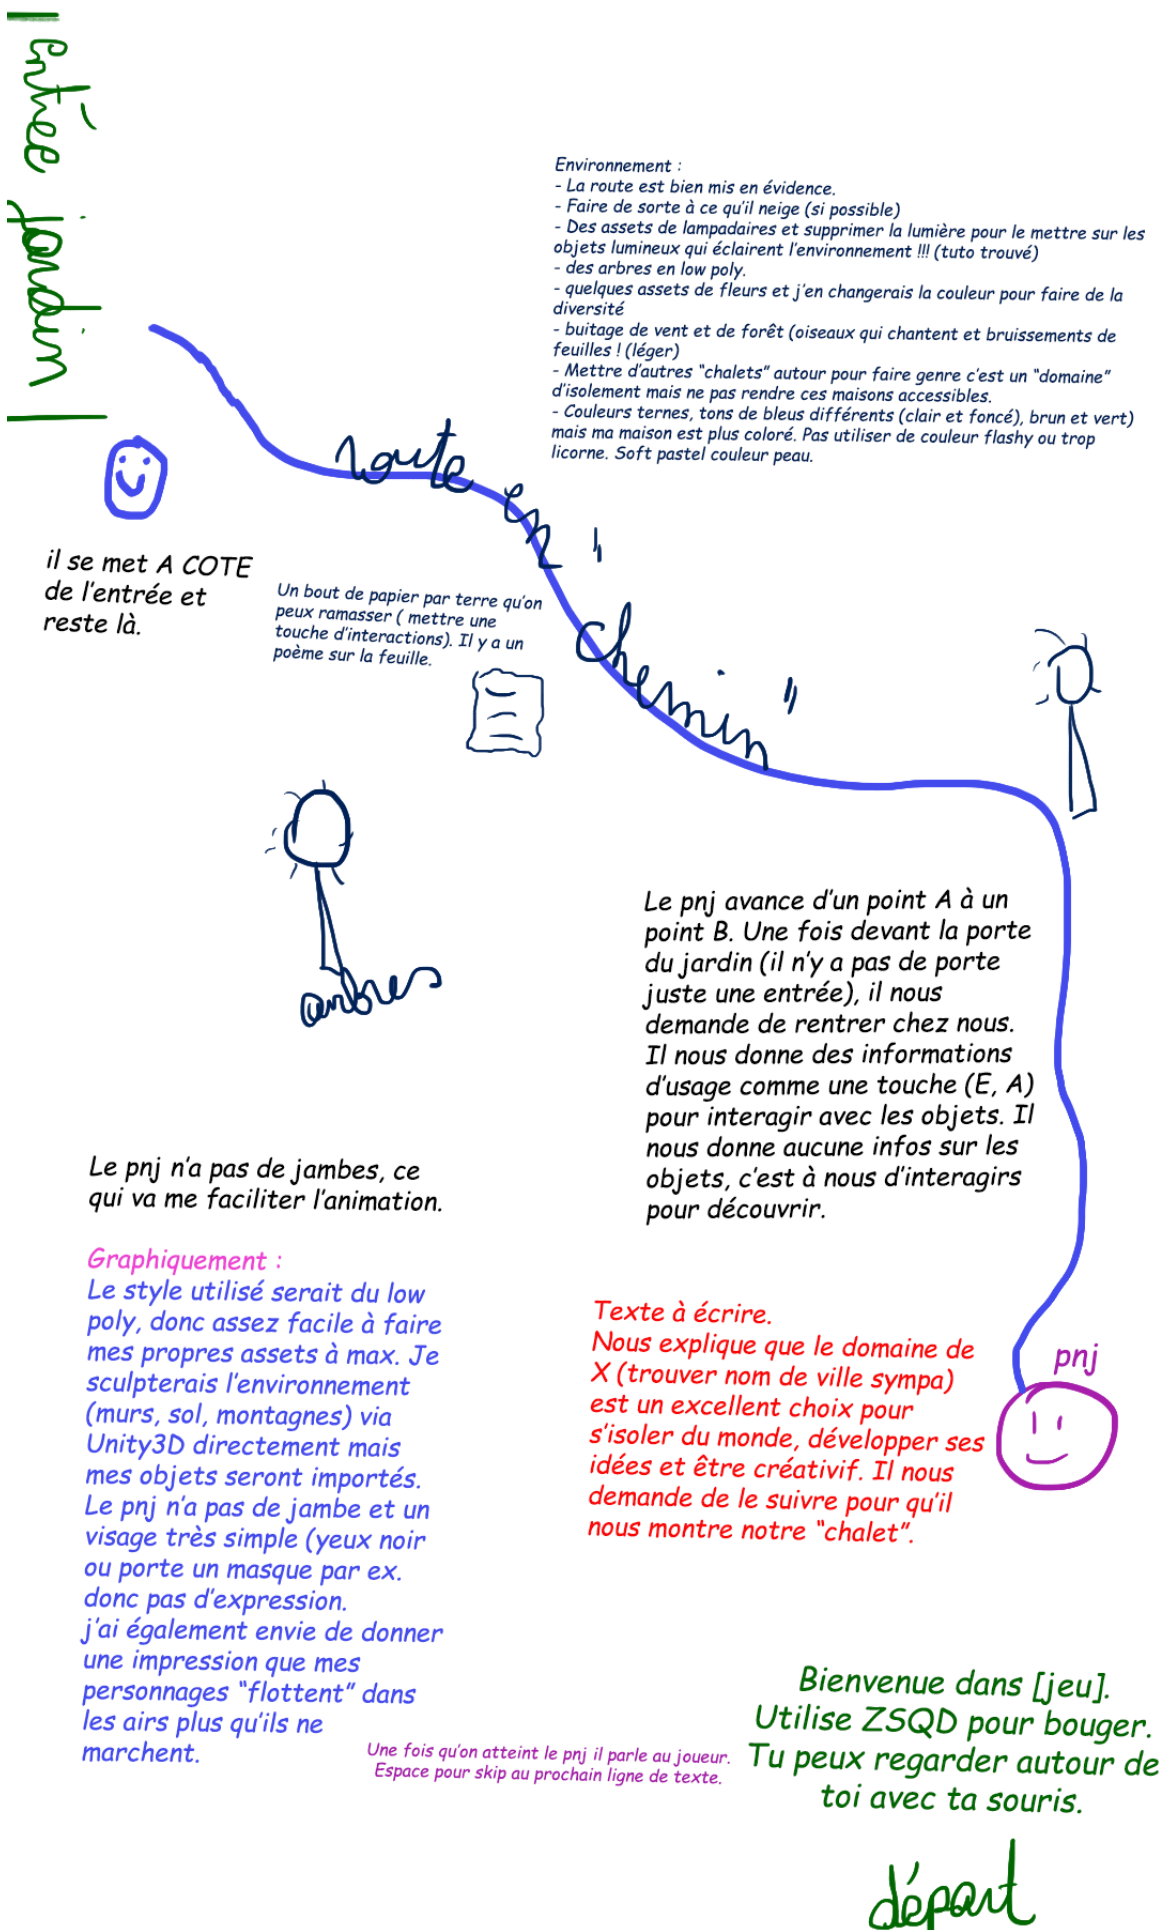 entrée jardin
Environnement :
- La route est bien mis en évidence.
- Faire de sorte à ce qu'il neige (si possible)
- Des assets de lampadaires et supprimer la lumière pour le mettre sur les
objets lumineux qui éclairent l'environnement !!! (tuto trouvé)
- des arbres en low poly.
- quelques assets de fleurs et j'en changerais la couleur pour faire de la
diversité
- buitage de vent et de forêt (oiseaux qui chantent et bruissements de
feuilles ! (léger)
- Mettre d'autres "chalets" autour pour faire genre c'est un "domaine"
d'isolement mais ne pas rendre ces maisons accessibles.
- Couleurs ternes, tons de bleus différents (clair et foncé), brun et vert)
mais ma maison est plus coloré. Pas utiliser de couleur flashy ou trop
licorne. Soft pastel couleur peau.
route en "chemin"
il se met A COTE
de l'entrée et
reste là.
Un bout de papier par terre qu'on
peux ramasser ( mettre une
touche d'interactions). Il y a un
poème sur la feuille.
arbres
Le pnj avance d'un point A à un
point B. Une fois devant la porte
du jardin (il n'y a pas de porte
juste une entrée), il nous
demande de rentrer chez nous.
Il nous donne des informations
d'usage comme une touche (E, A)
pour interagir avec les objets. Il
nous donne aucune infos sur les
objets, c'est à nous d'interagirs
pour découvrir.
Le pnj n'a pas de jambes, ce
qui va me faciliter l'animation.
Graphiquement :
Le style utilisé serait du low
poly, donc assez facile à faire
mes propres assets à max. Je
sculpterais l'environnement
(murs, sol, montagnes) via
Unity3D directement mais
mes objets seront importés.
Le pnj n'a pas de jambe et un
visage très simple (yeux noir
ou porte un masque par ex.
donc pas d'expression.
j'ai également envie de donner
une impression que mes
personnages "flottent" dans
les airs plus qu'ils ne
marchent.
Texte à écrire.
Nous explique que le domaine de
X (trouver nom de ville sympa)
est un excellent choix pour
s'isoler du monde, développer ses
idées et être créativif. Il nous
demande de le suivre pour qu'il
nous montre notre "chalet".
pnj
Une fois qu'on atteint le pnj il parle au joueur.
Espace pour skip au prochain ligne de texte.
Bienvenue dans [jeu].
Utilise ZSQD pour bouger.
Tu peux regarder autour de
toi avec ta souris.
départ